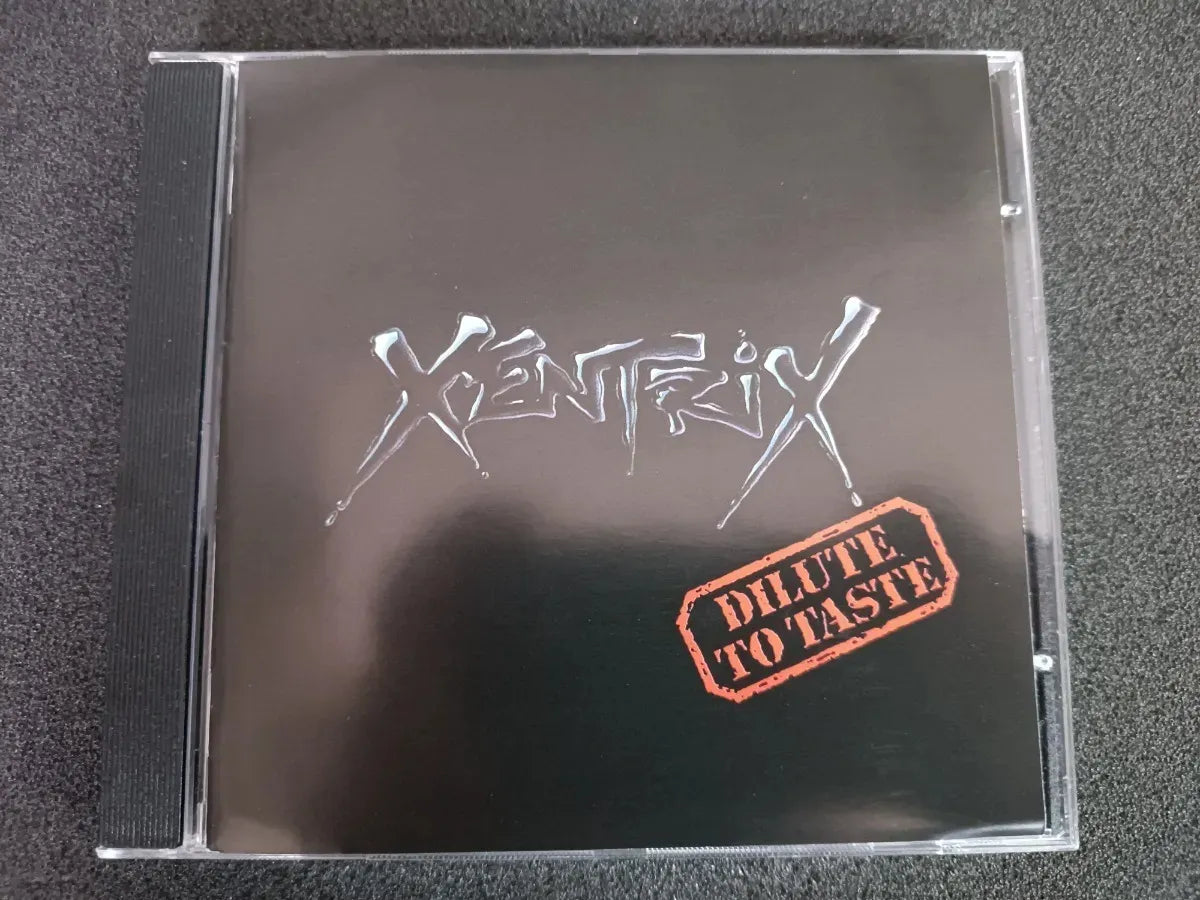 XENTRiX
DILUTE
TO TASTE